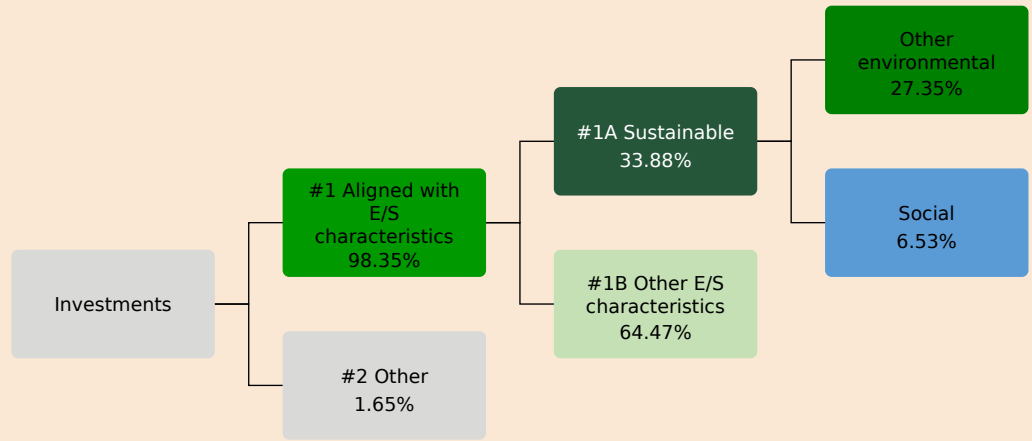 Investments
#1 Aligned with
E/S
characteristics
98.35%
#2 Other
1.65%
#1A Sustainable
33.88%
#1B Other E/S
characteristics
64.47%
Other
environmental
27.35%
Social
6.53%